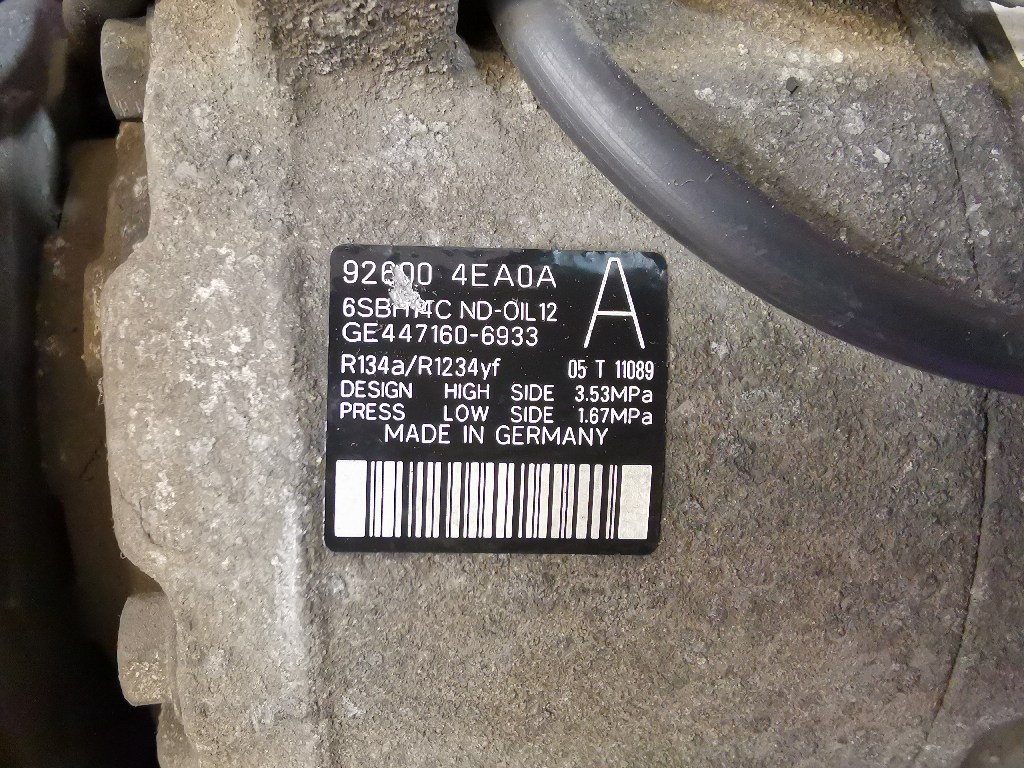 92600 4EA0A
A
6SBH14C ND-OIL12
GE447160-6933
R134a/R1234yf 05 T 11089
DESIGN HIGH SIDE 3.53MPa
PRESS LOW SIDE 1.67MPa
MADE IN GERMANY